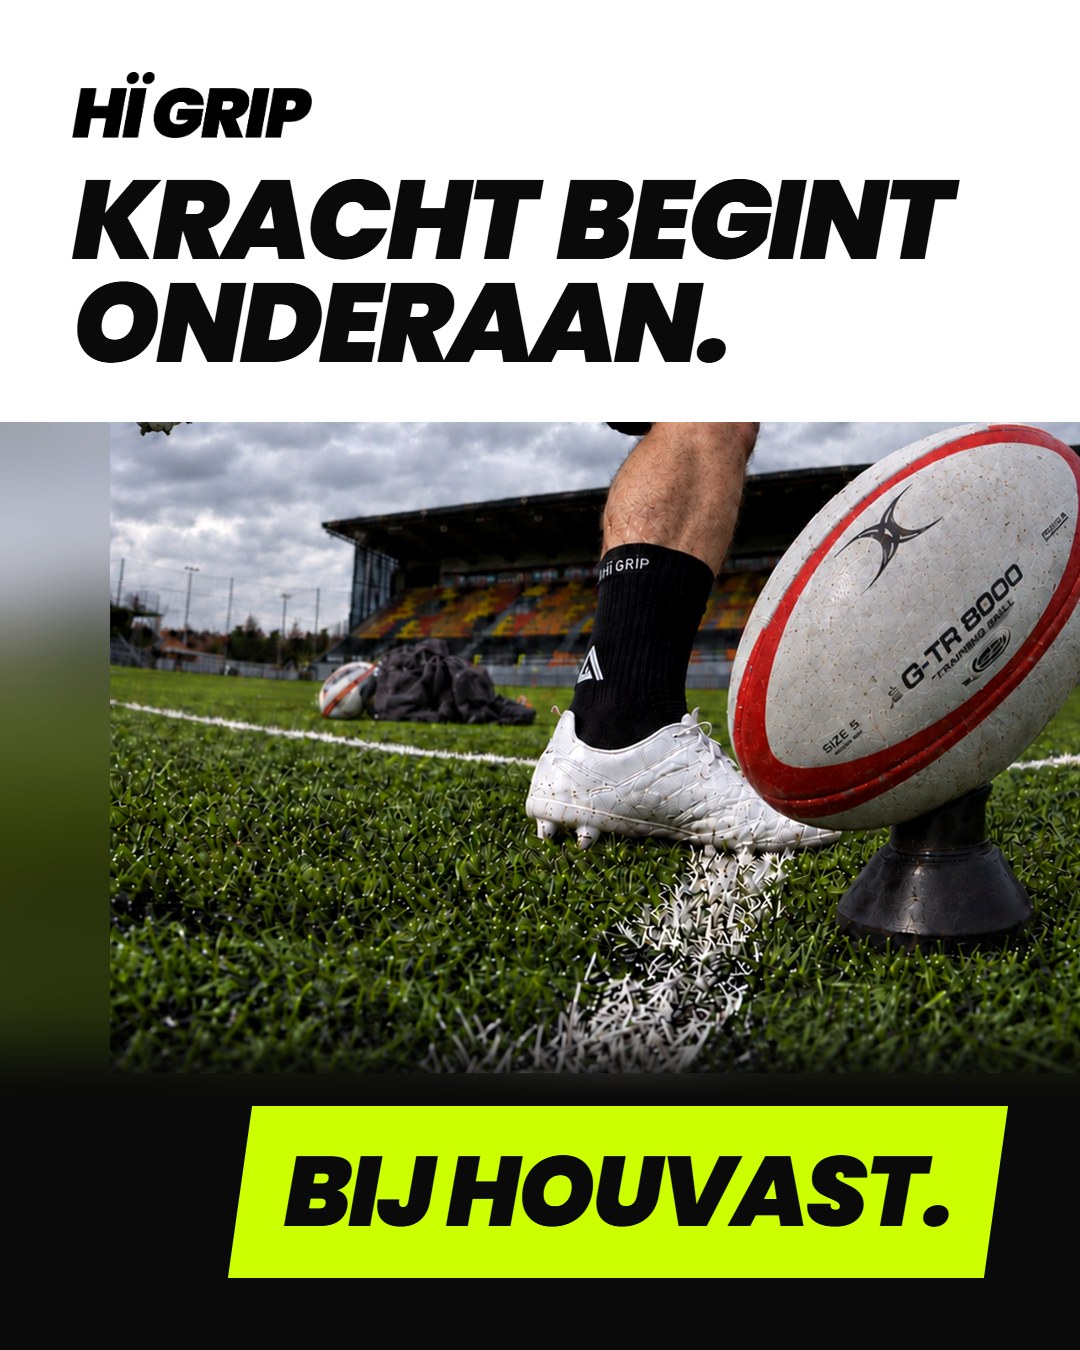 HÏ GRIP
KRACHT BEGINT
ONDERAAN.
HÏ GRIP
G-TR 8000
TRAINING BALL
SIZE 5
BIJ HOUVAST.